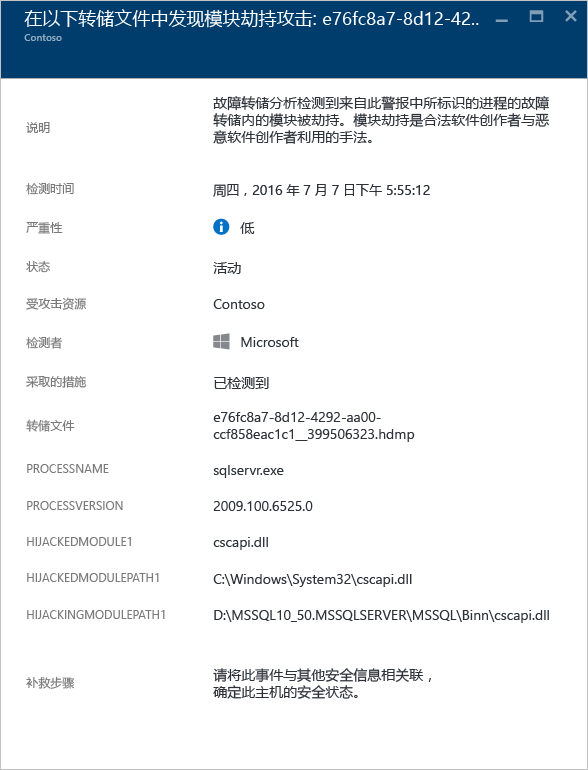 在以下转储文件中发现模块劫持攻击: e76fc8a7-8d12-42..
Contoso
说明
故障转储分析检测到来自此警报中所标识的进程的故障
转储内的模块被劫持。模块劫持是合法软件创作者与恶
意软件创作者利用的手法。
检测时间
周四，2016 年 7 月 7 日下午 5:55:12
严重性
低
状态
活动
受攻击资源
Contoso
检测者
Microsoft
采取的措施
已检测到
转储文件
e76fc8a7-8d12-4292-aa00-
ccf858eac1c1__399506323.hdmp
PROCESSNAME
sqlservr.exe
PROCESSVERSION
2009.100.6525.0
HIJACKEDMODULE1
cscapi.dll
HIJACKEDMODULEPATH1
C:\Windows\System32\cscapi.dll
HIJACKINGMODULEPATH1
D:\MSSQL10_50.MSSQLSERVER\MSSQL\Binn\cscapi.dll
补救步骤
请将此事件与其他安全信息相关联，
确定此主机的安全状态。